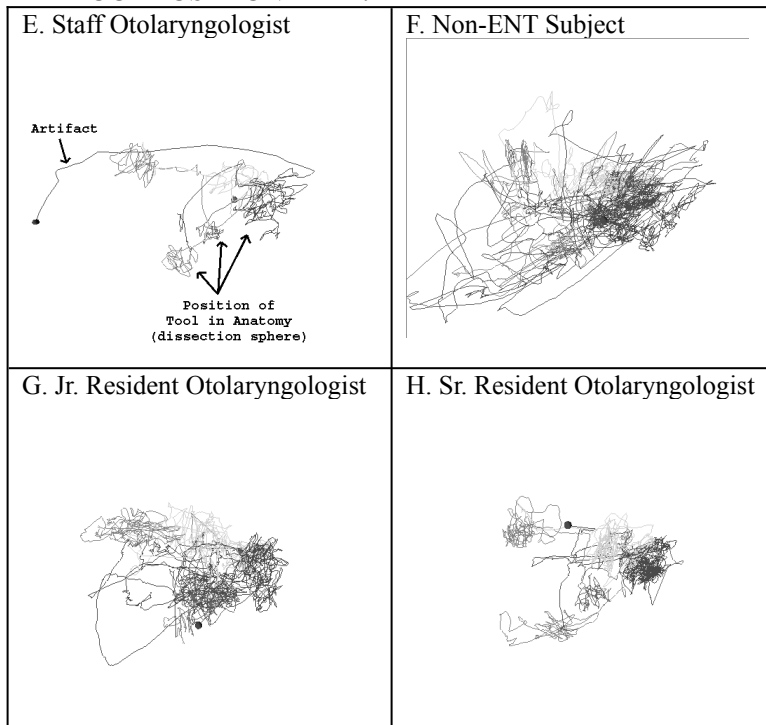 E. Staff Otolaryngologist
F. Non-ENT Subject
Artifact
Position of
Tool in Anatomy
(dissection sphere)
G. Jr. Resident Otolaryngologist
H. Sr. Resident Otolaryngologist